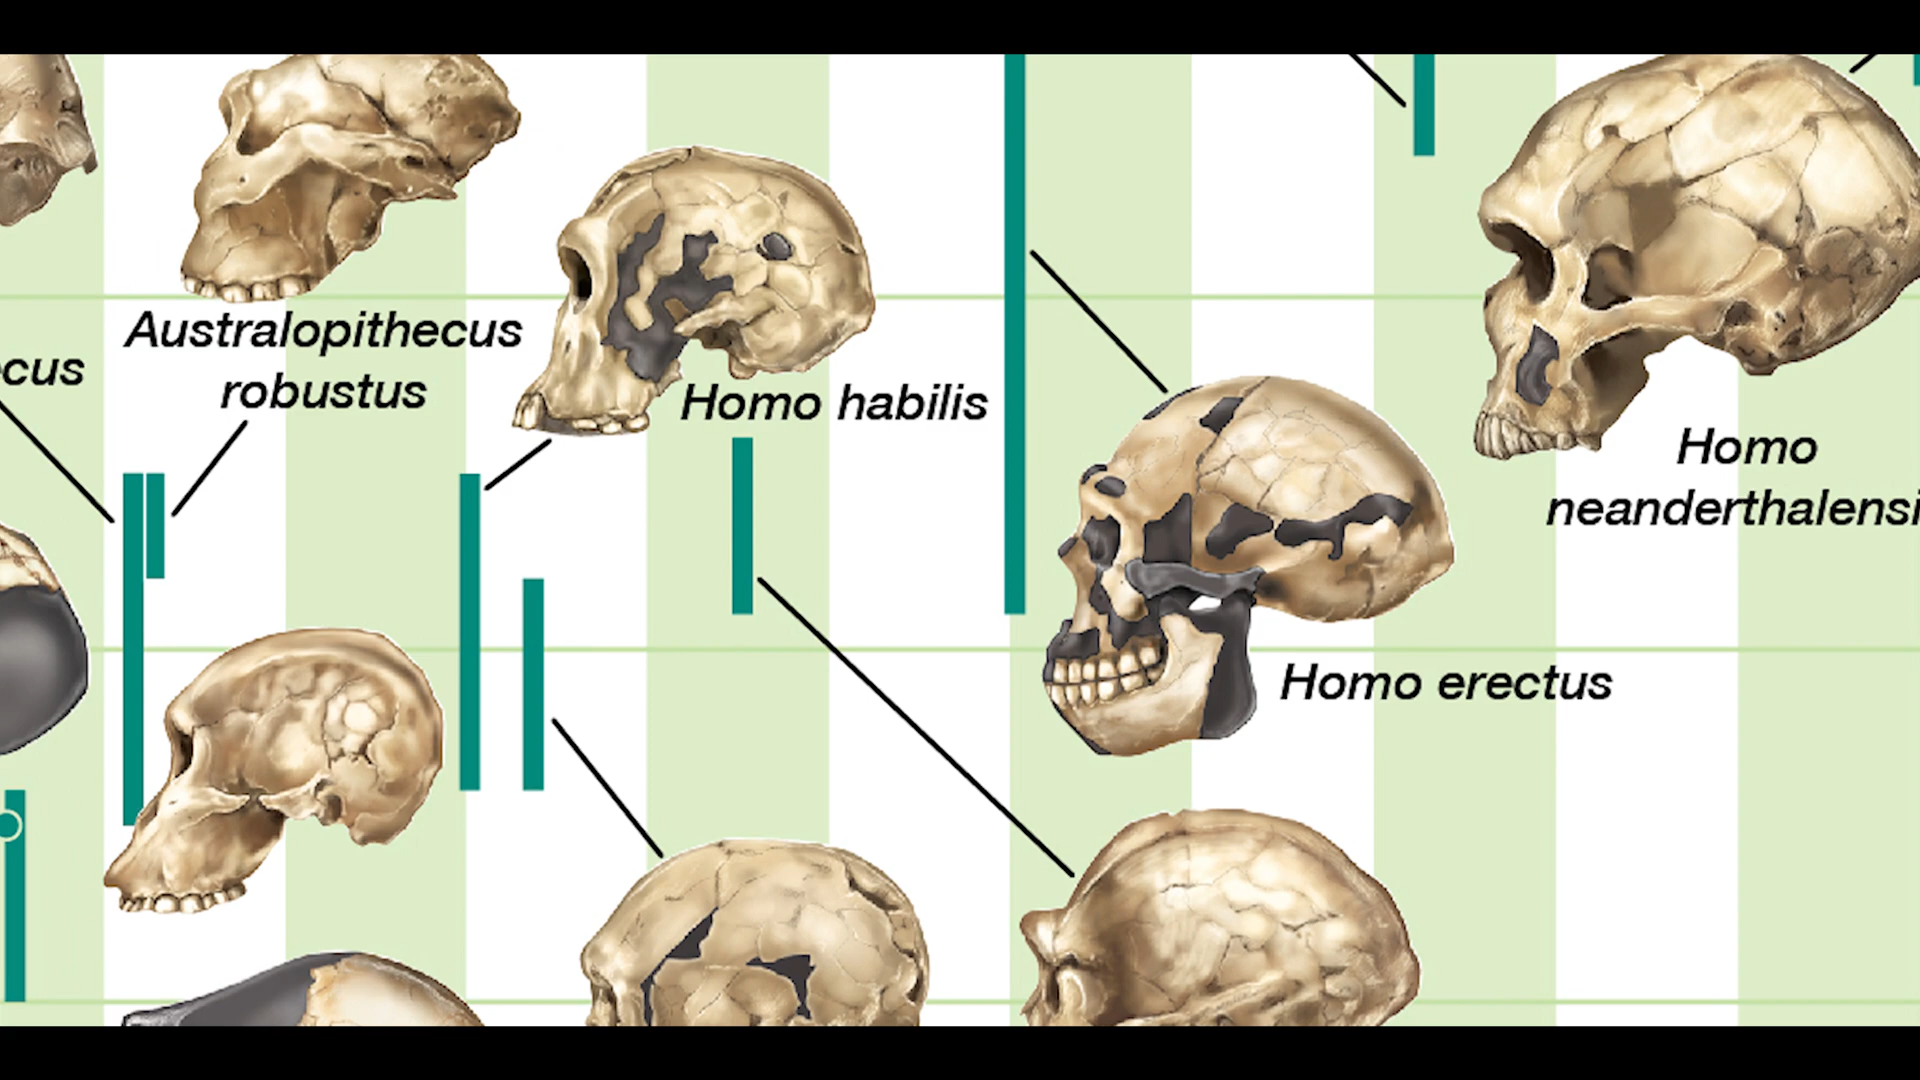 Australopithecus
robustus
cus
Homo habilis
Homo
neanderthalensi
Homo erectus